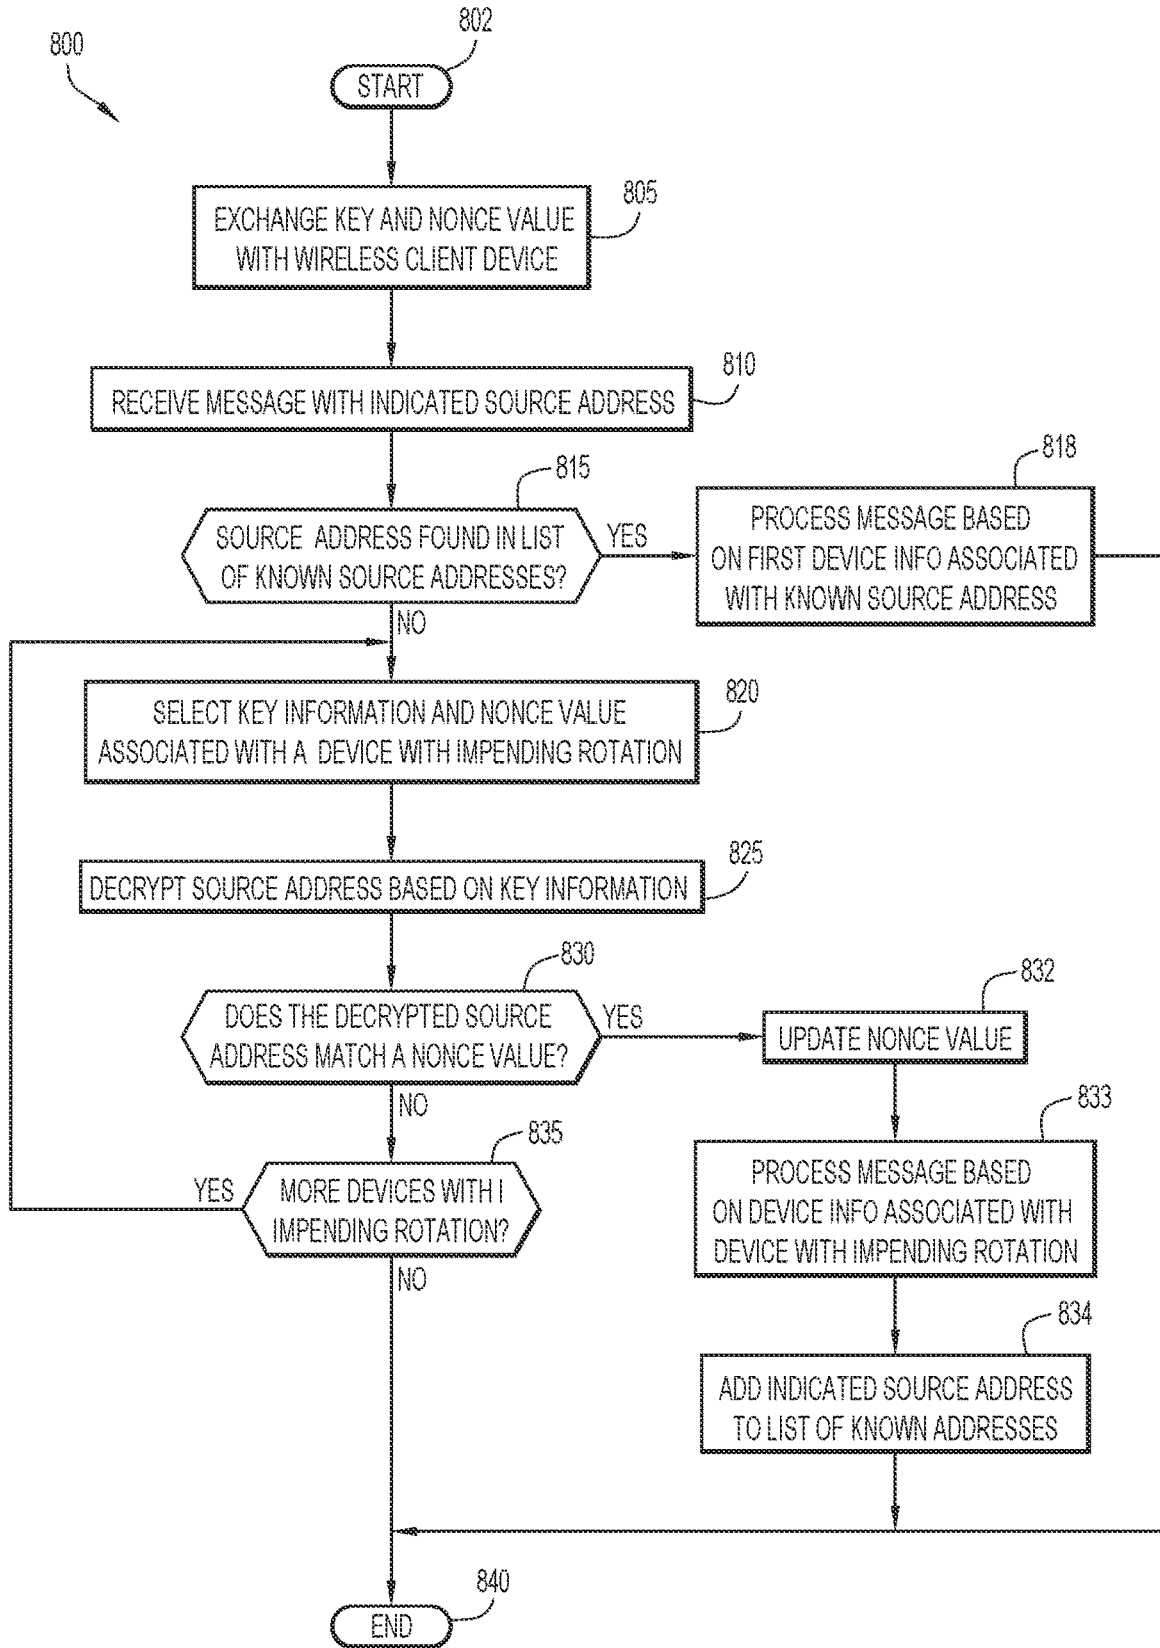 800
802
START
805
EXCHANGE KEY AND NONCE VALUE
WITH WIRELESS CLIENT DEVICE
810
RECEIVE MESSAGE WITH INDICATED SOURCE ADDRESS
815
SOURCE ADDRESS FOUND IN LIST
OF KNOWN SOURCE ADDRESSES?
YES
NO
818
PROCESS MESSAGE BASED
ON FIRST DEVICE INFO ASSOCIATED
WITH KNOWN SOURCE ADDRESS
820
SELECT KEY INFORMATION AND NONCE VALUE
ASSOCIATED WITH A DEVICE WITH IMPENDING ROTATION
825
DECRYPT SOURCE ADDRESS BASED ON KEY INFORMATION
830
DOES THE DECRYPTED SOURCE
ADDRESS MATCH A NONCE VALUE?
YES
NO
832
UPDATE NONCE VALUE
833
PROCESS MESSAGE BASED
ON DEVICE INFO ASSOCIATED WITH
DEVICE WITH IMPENDING ROTATION
834
ADD INDICATED SOURCE ADDRESS
TO LIST OF KNOWN ADDRESSES
835
YES
MORE DEVICES WITH I
IMPENDING ROTATION?
NO
840
END